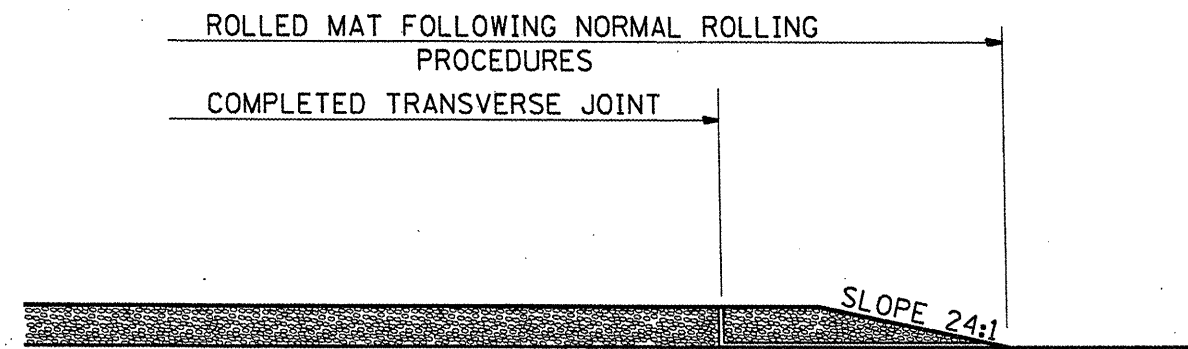 ROLLED MAT FOLLOWING NORMAL ROLLING
PROCEDURES
COMPLETED TRANSVERSE JOINT
SLOPE 24:1